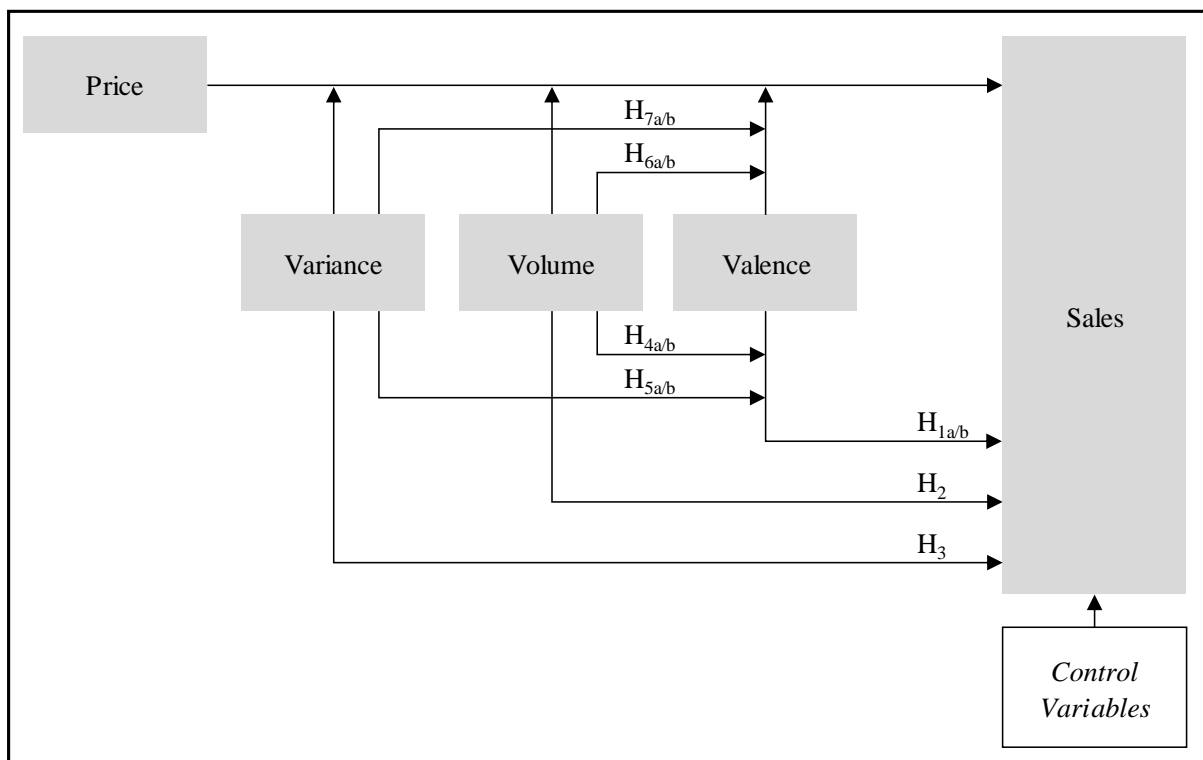 Price
H7a/b
H6a/b
Variance
Volume
Valence
Sales
H4a/b
H5a/b
H1a/b
H2
H3
Control
Variables